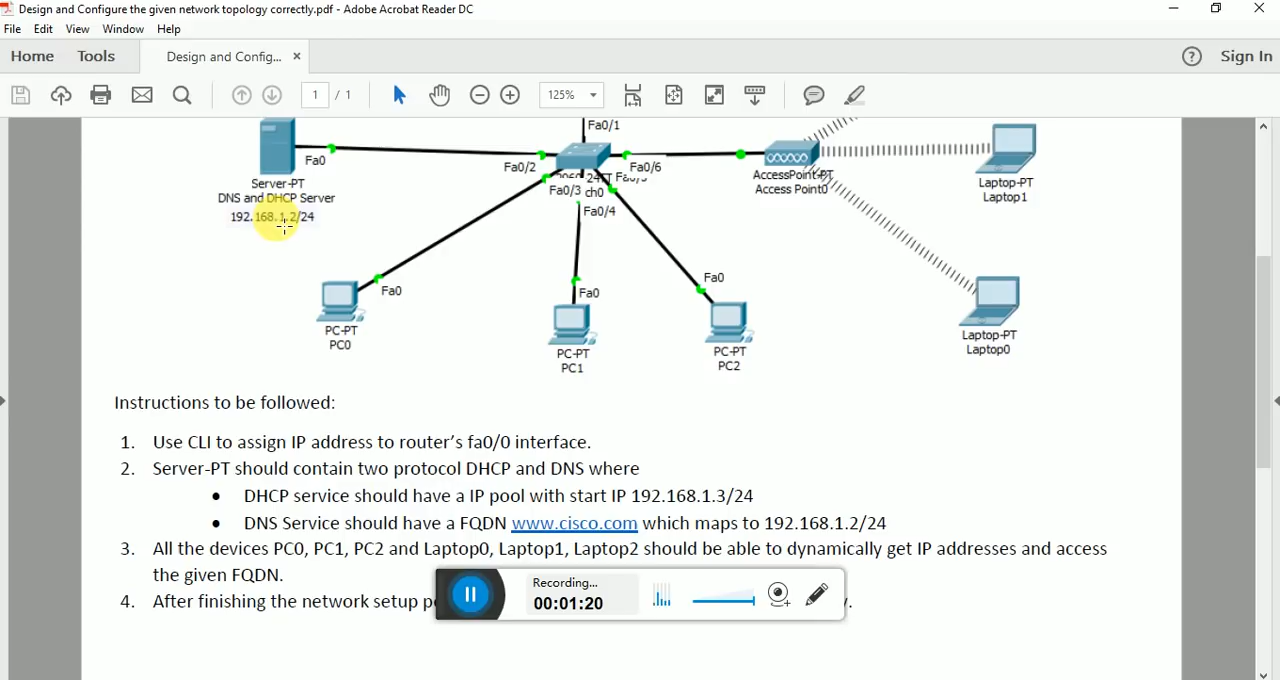 Design and Configure the given network topology correctly.pdf - Adobe Acrobat Reader DC
File Edit View Window Help
Home Tools Design and Config... × ? Sign In
1 / 1 125%
Fa0/1
Fa0 Fa0/2 Fa0/6
Server-PT
DNS and DHCP Server
192.168.1.2/24
AccessPoint-PT
Access Point0
Laptop-PT
Laptop1
Fa0/3 ch0
Fa0/4
Fa0 Fa0 Fa0
PC-PT
PC0
PC-PT
PC1
PC-PT
PC2
Laptop-PT
Laptop0
Instructions to be followed:
1. Use CLI to assign IP address to router’s fa0/0 interface.
2. Server-PT should contain two protocol DHCP and DNS where
• DHCP service should have a IP pool with start IP 192.168.1.3/24
• DNS Service should have a FQDN www.cisco.com which maps to 192.168.1.2/24
3. All the devices PC0, PC1, PC2 and Laptop0, Laptop1, Laptop2 should be able to dynamically get IP addresses and access
the given FQDN.
4. After finishing the network setup
Recording...
00:01:20